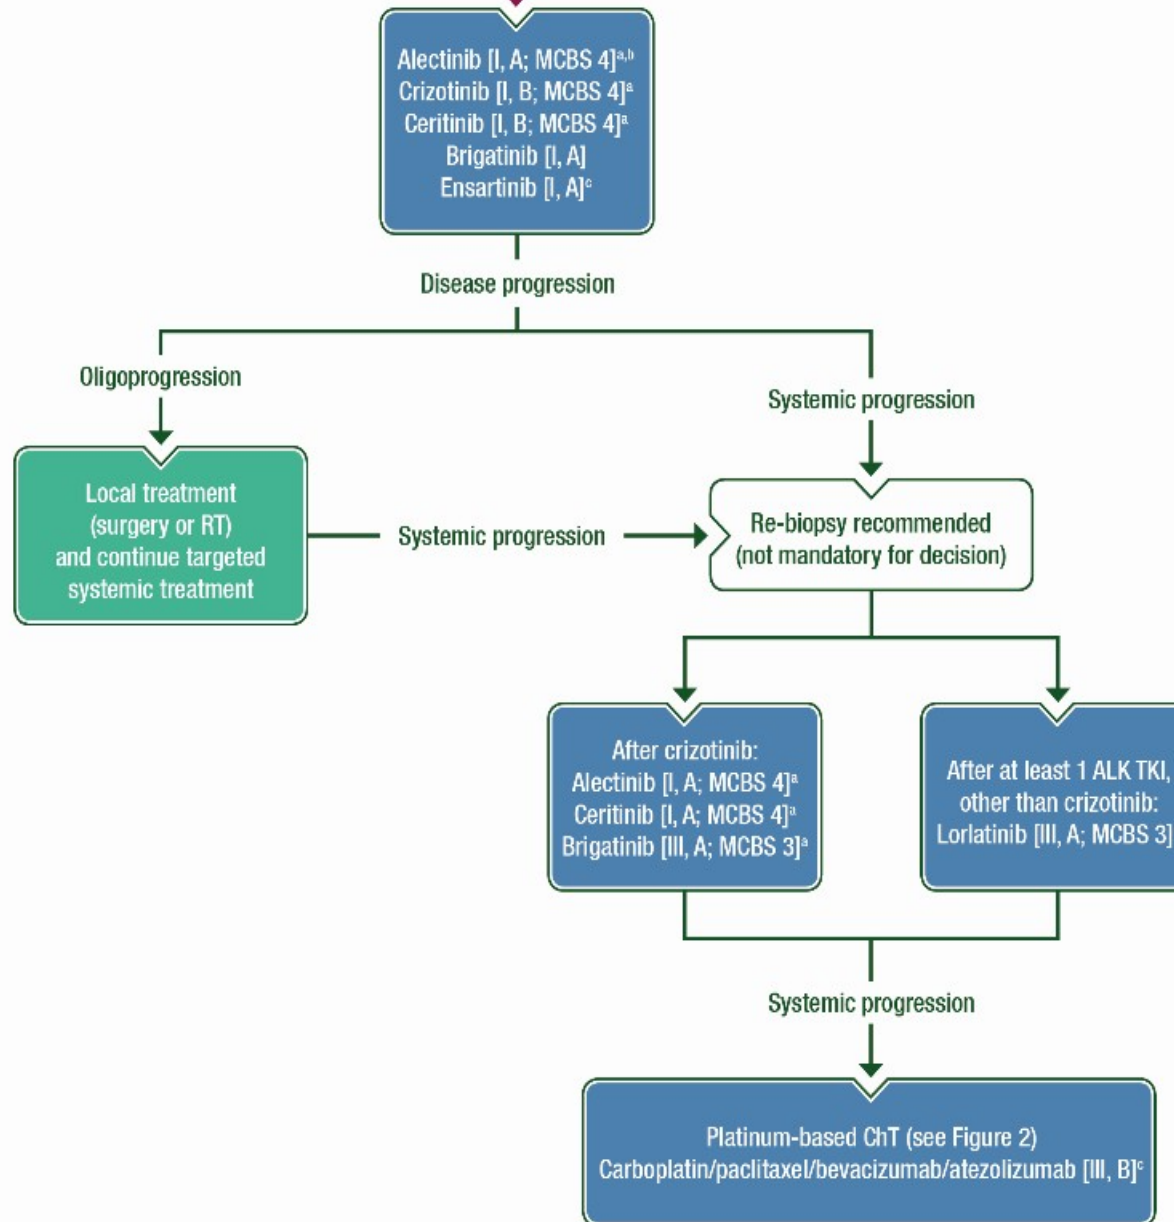 Alectinib [I, A; MCBS 4]a,b
Crizotinib [I, B; MCBS 4]a
Ceritinib [I, B; MCBS 4]a
Brigatinib [I, A]
Ensartinib [I, A]c
Disease progression
Oligoprogression
Systemic progression
Local treatment
(surgery or RT)
and continue targeted
systemic treatment
Systemic progression
Re-biopsy recommended
(not mandatory for decision)
After crizotinib:
Alectinib [I, A; MCBS 4]a
Ceritinib [I, A; MCBS 4]a
Brigatinib [III, A; MCBS 3]a
After at least 1 ALK TKI,
other than crizotinib:
Lorlatinib [III, A; MCBS 3]
Systemic progression
Platinum-based ChT (see Figure 2)
Carboplatin/paclitaxel/bevacizumab/atezolizumab [III, B]c